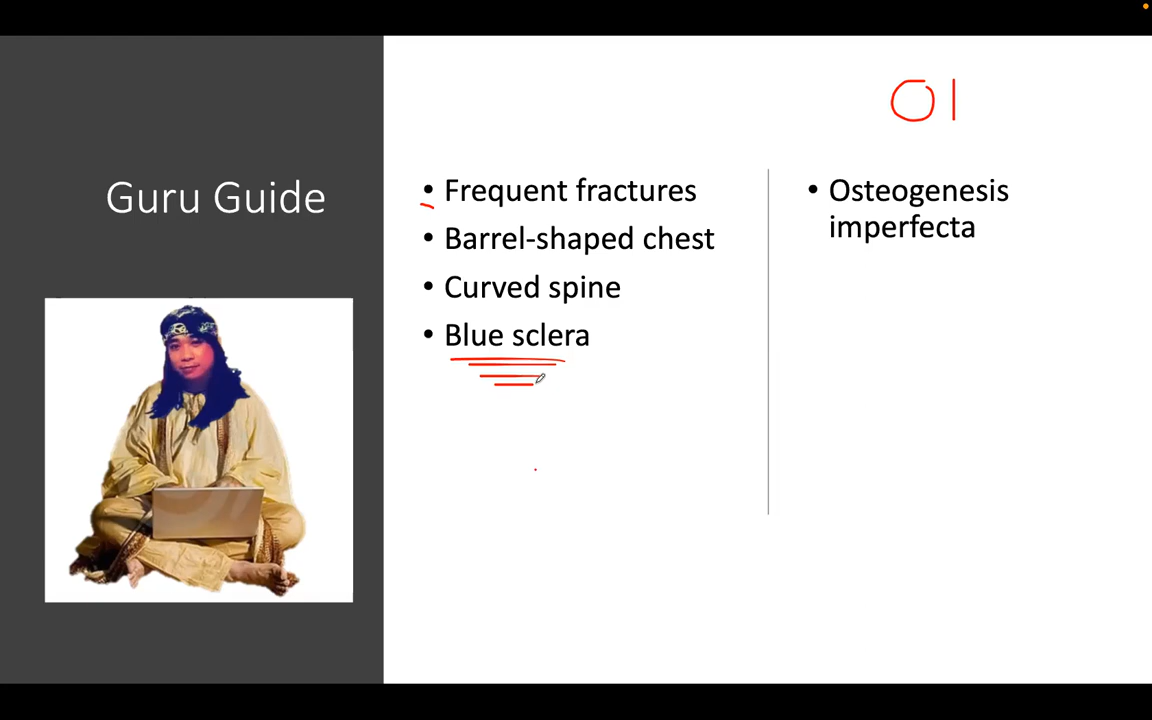 OI
Guru Guide
• Frequent fractures
• Barrel-shaped chest
• Curved spine
• Blue sclera
• Osteogenesis
imperfecta